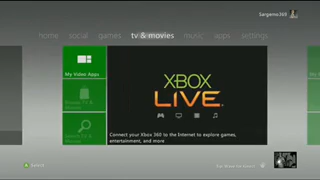 Sargamo360
home social games tv & movies music apps settings
My Video Apps
XBOX
LIVE
Connect your Xbox 360 to the Internet to explore games,
entertainment, and more
Select